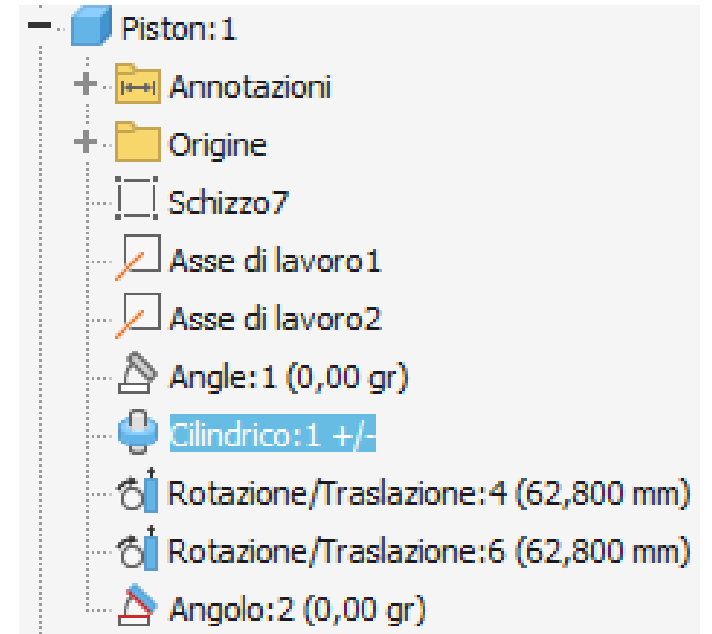 Piston:1
Annotazioni
Origine
Schizzo7
Asse di lavoro1
Asse di lavoro2
Angle:1 (0,00 gr)
Cilindrico:1 +/-
Rotazione/Traslazione:4 (62,800 mm)
Rotazione/Traslazione:6 (62,800 mm)
Angolo:2 (0,00 gr)